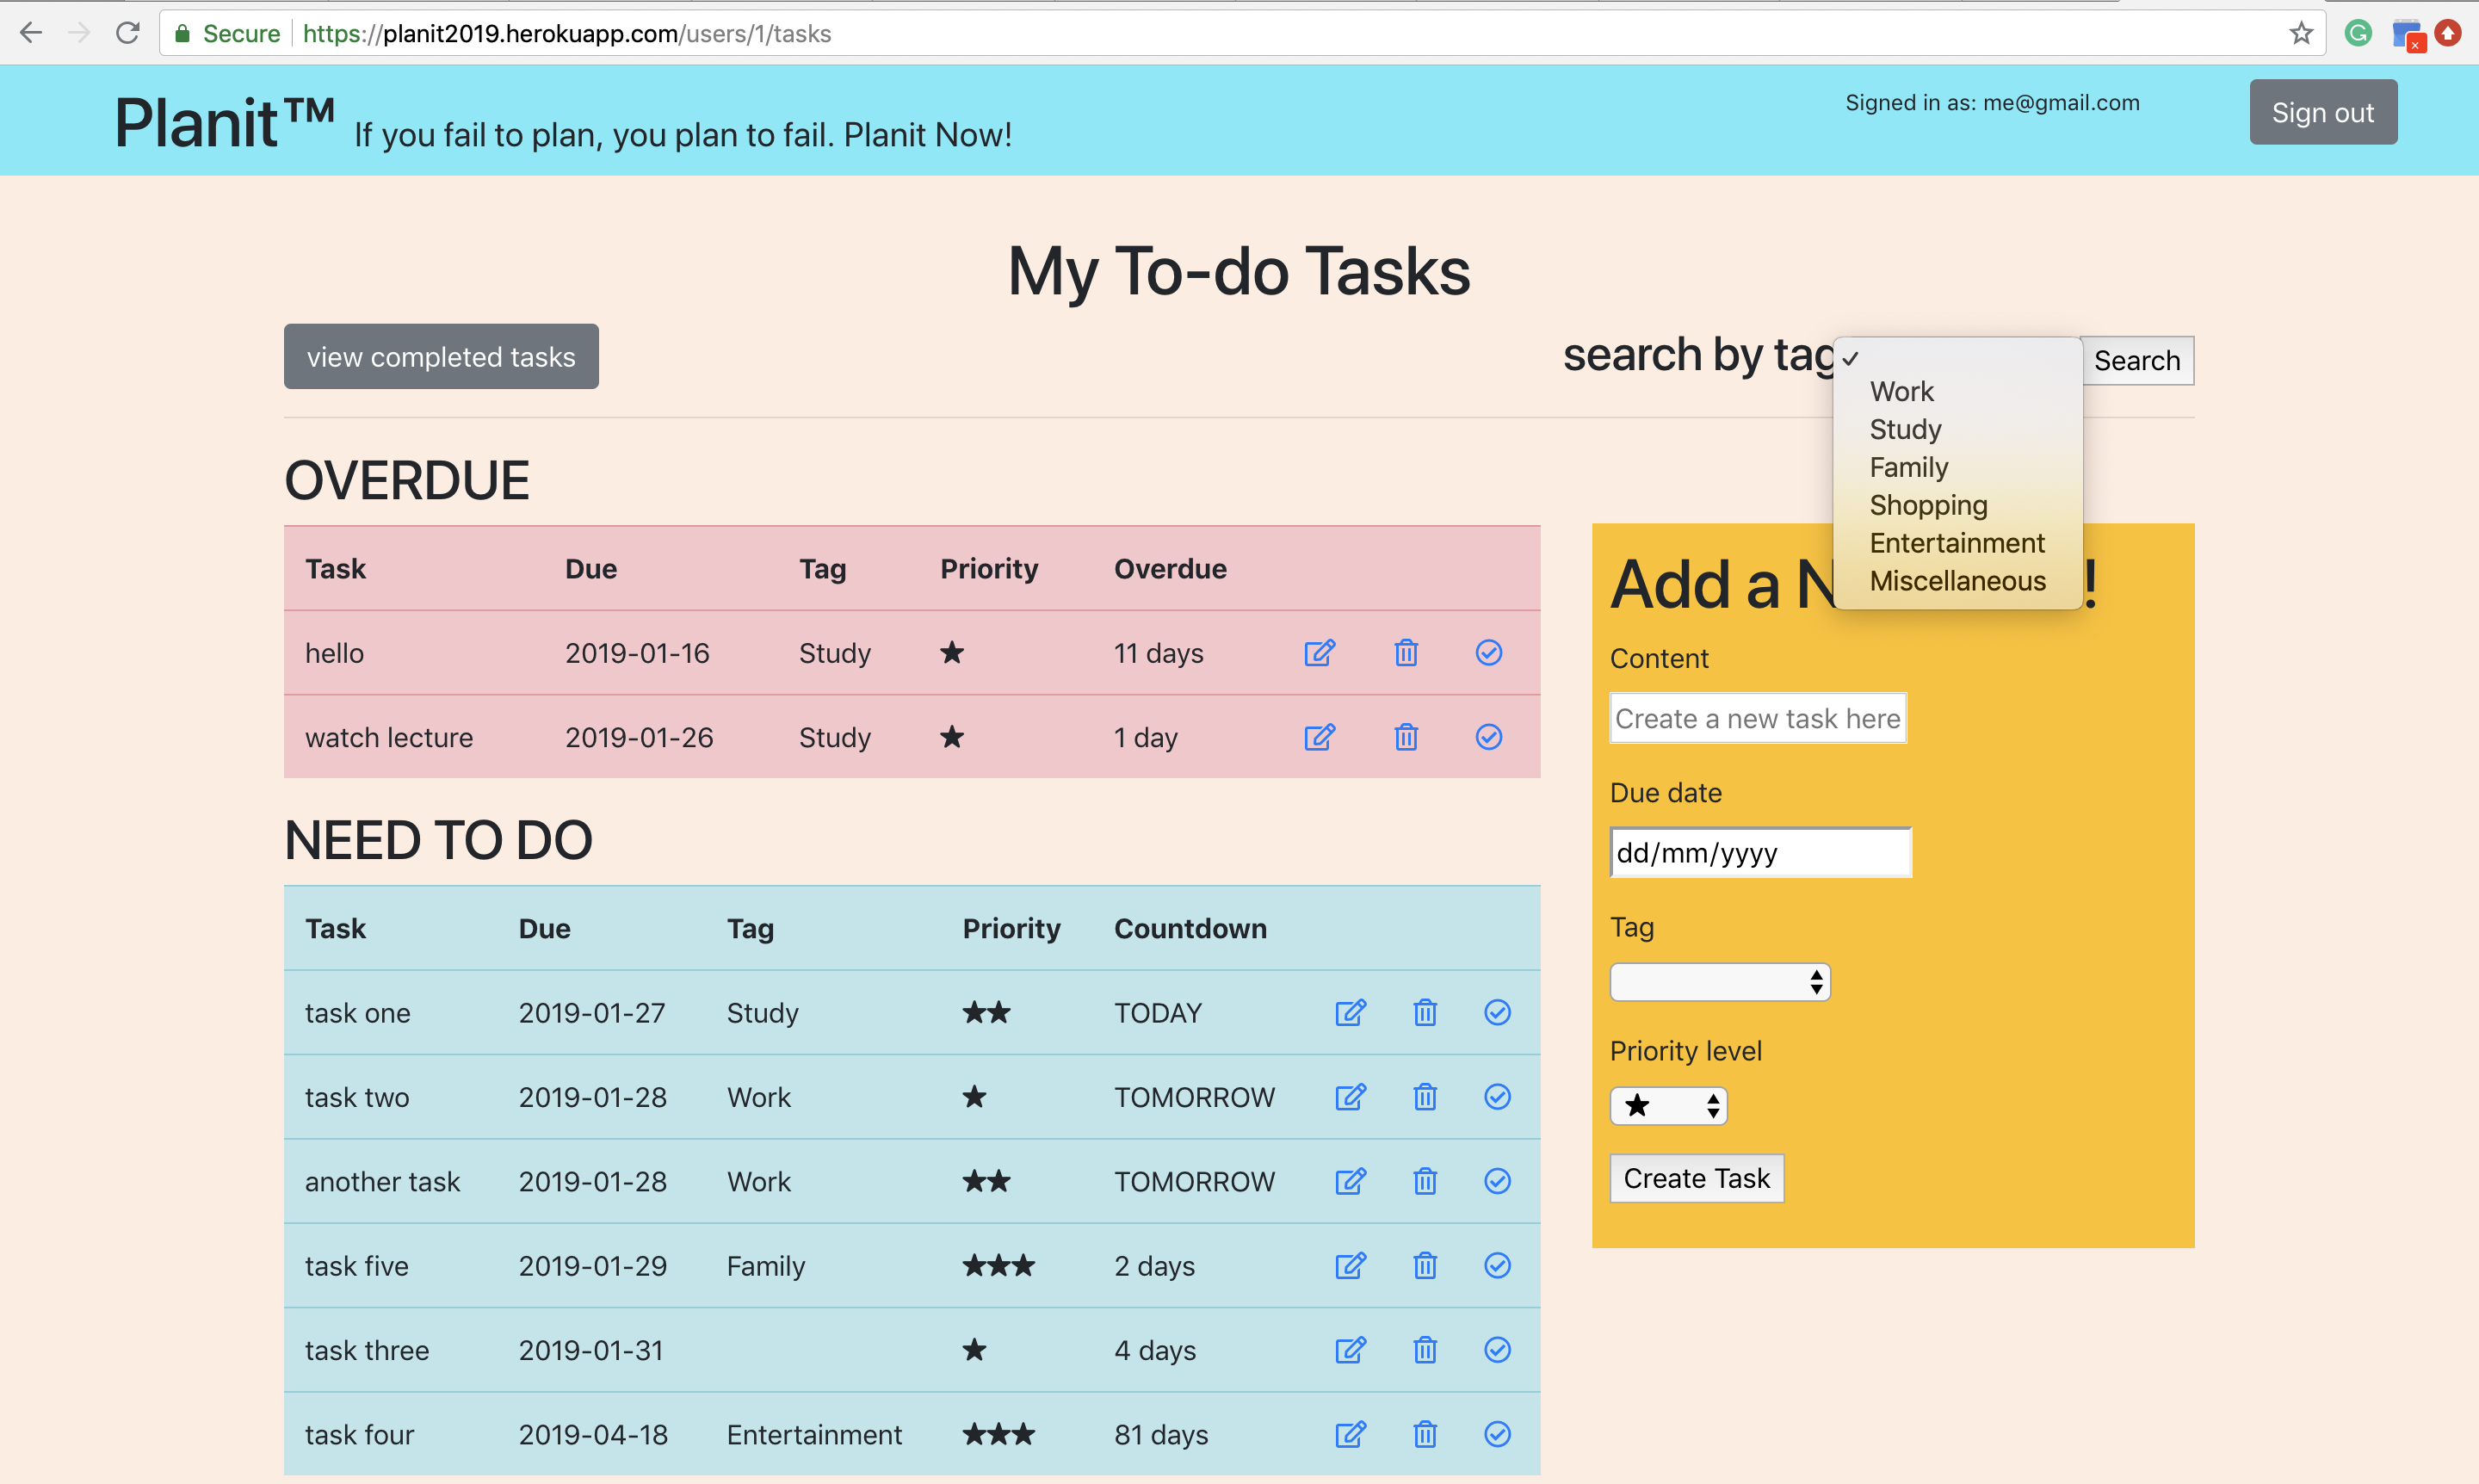 Secure https://planit2019.herokuapp.com/users/1/tasks
Planit™ If you fail to plan, you plan to fail. Planit Now!
Signed in as: me@gmail.com
Sign out
My To-do Tasks
view completed tasks
search by tag
Search
Work
Study
Family
Shopping
Entertainment
Miscellaneous
OVERDUE
Task Due Tag Priority Overdue
hello 2019-01-16 Study ★ 11 days
watch lecture 2019-01-26 Study ★ 1 day
NEED TO DO
Task Due Tag Priority Countdown
task one 2019-01-27 Study ★★ TODAY
task two 2019-01-28 Work ★ TOMORROW
another task 2019-01-28 Work ★★ TOMORROW
task five 2019-01-29 Family ★★★ 2 days
task three 2019-01-31 ★ 4 days
task four 2019-04-18 Entertainment ★★★ 81 days
Add a !
Content
Create a new task here
Due date
dd/mm/yyyy
Tag
Priority level
★
Create Task